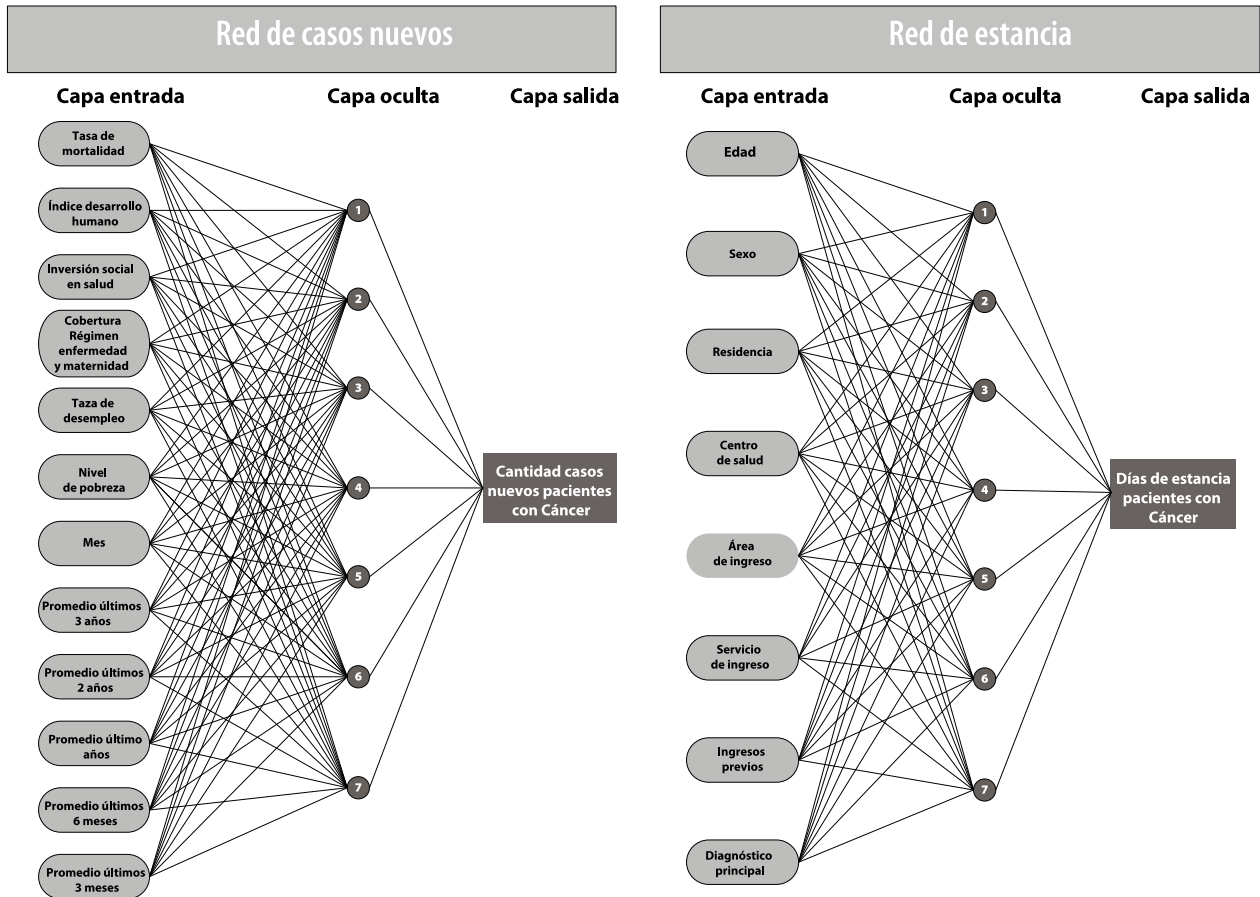 Red de casos nuevos
Capa entrada
Capa oculta
Capa salida
Tasa de
mortalidad
Índice desarrollo
humano
Inversión social
en salud
Cobertura
Régimen
enfermedad
y maternidad
Taza de
desempleo
Nivel
de pobreza
Mes
Promedio últimos
3 años
Promedio últimos
2 años
Promedio último
años
Promedio últimos
6 meses
Promedio últimos
3 meses
1
2
3
4
5
6
7
Cantidad casos
nuevos pacientes
con Cáncer
Red de estancia
Capa entrada
Capa oculta
Capa salida
Edad
Sexo
Residencia
Centro
de salud
Área
de ingreso
Servicio
de ingreso
Ingresos
previos
Diagnóstico
principal
1
2
3
4
5
6
7
Días de estancia
pacientes con
Cáncer